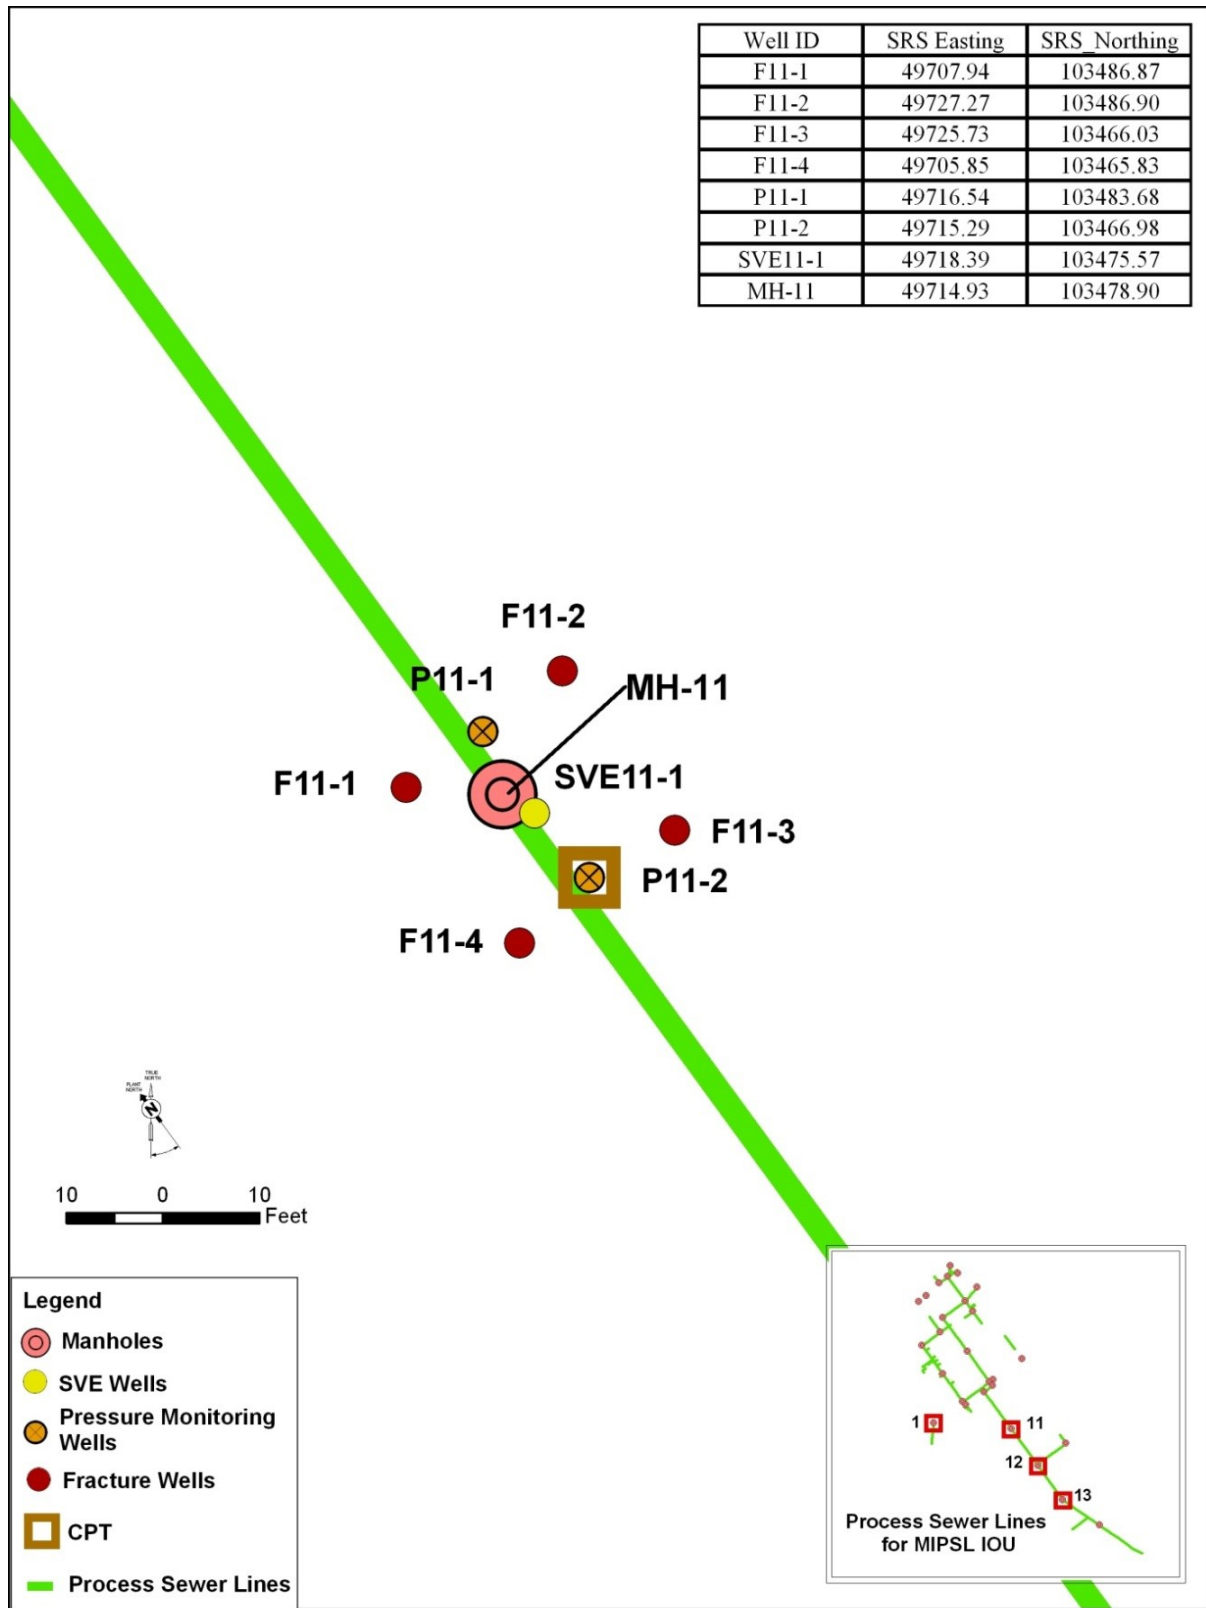 Well ID SRS Easting SRS_Northing
F11-1 49707.94 103486.87
F11-2 49727.27 103486.90
F11-3 49725.73 103466.03
F11-4 49705.85 103465.83
P11-1 49716.54 103483.68
P11-2 49715.29 103466.98
SVE11-1 49718.39 103475.57
MH-11 49714.93 103478.90
F11-2
P11-1
MH-11
SVE11-1
F11-1
F11-3
P11-2
F11-4
TRUE
NORTH
PLANT
NORTH
N
10 0 10
Feet
Legend
Manholes
SVE Wells
Pressure Monitoring
Wells
Fracture Wells
CPT
Process Sewer Lines
1
11
12
13
Process Sewer Lines
for MIPSL IOU